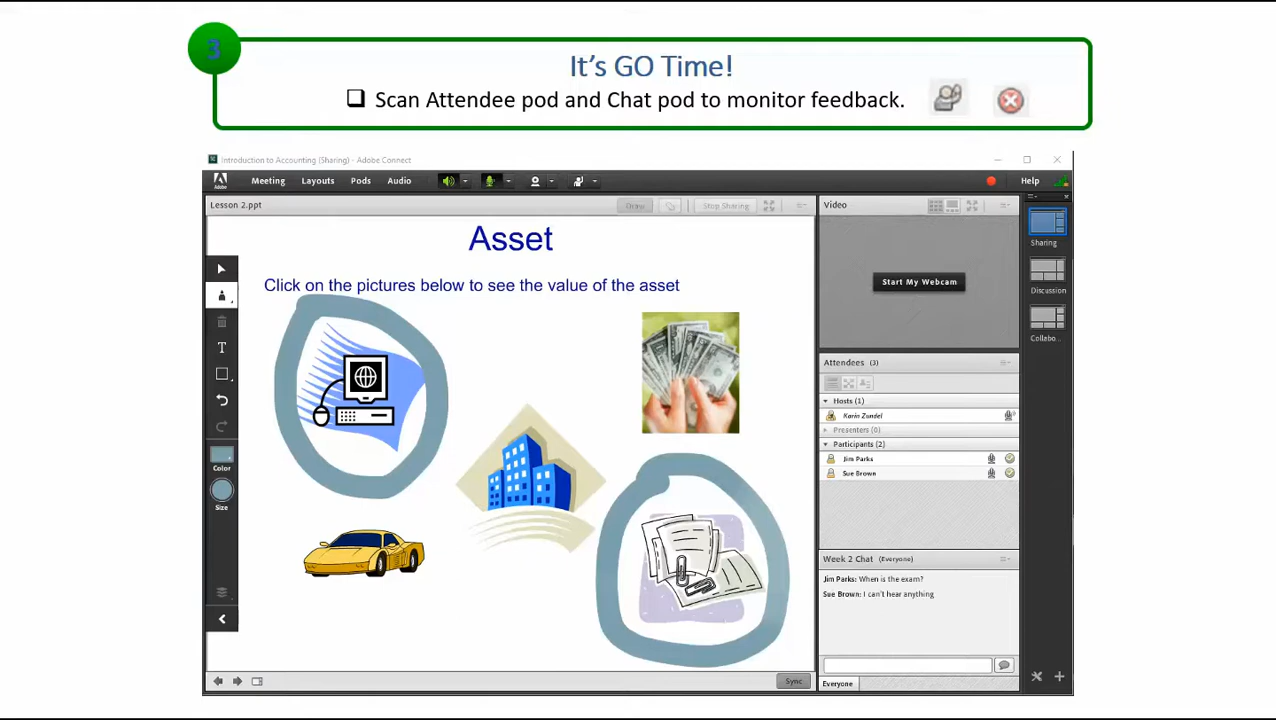 3
It's GO Time!
Scan Attendee pod and Chat pod to monitor feedback.
Introduction to Accounting (Sharing) - Adobe Connect
Adobe
Meeting Layouts Pods Audio Help
Lesson 2.ppt Draw Stop Sharing
Video
Asset
Click on the pictures below to see the value of the asset
Start My Webcam
Sharing
Discussion
Collabo...
Attendees (3)
Hosts (1)
Karin Zundel
Presenters (0)
Participants (2)
Jim Parks
Sue Brown
T
Color
Size
Week 2 Chat (Everyone)
Jim Parks: When is the exam?
Sue Brown: I can't hear anything
Sync
Everyone